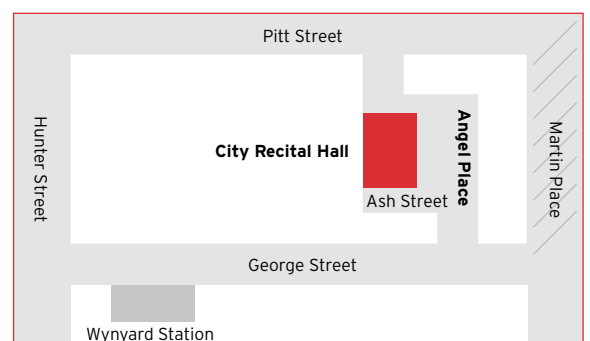 Pitt Street
Hunter Street
City Recital Hall
Angel Place
Martin Place
Ash Street
George Street
Wynyard Station